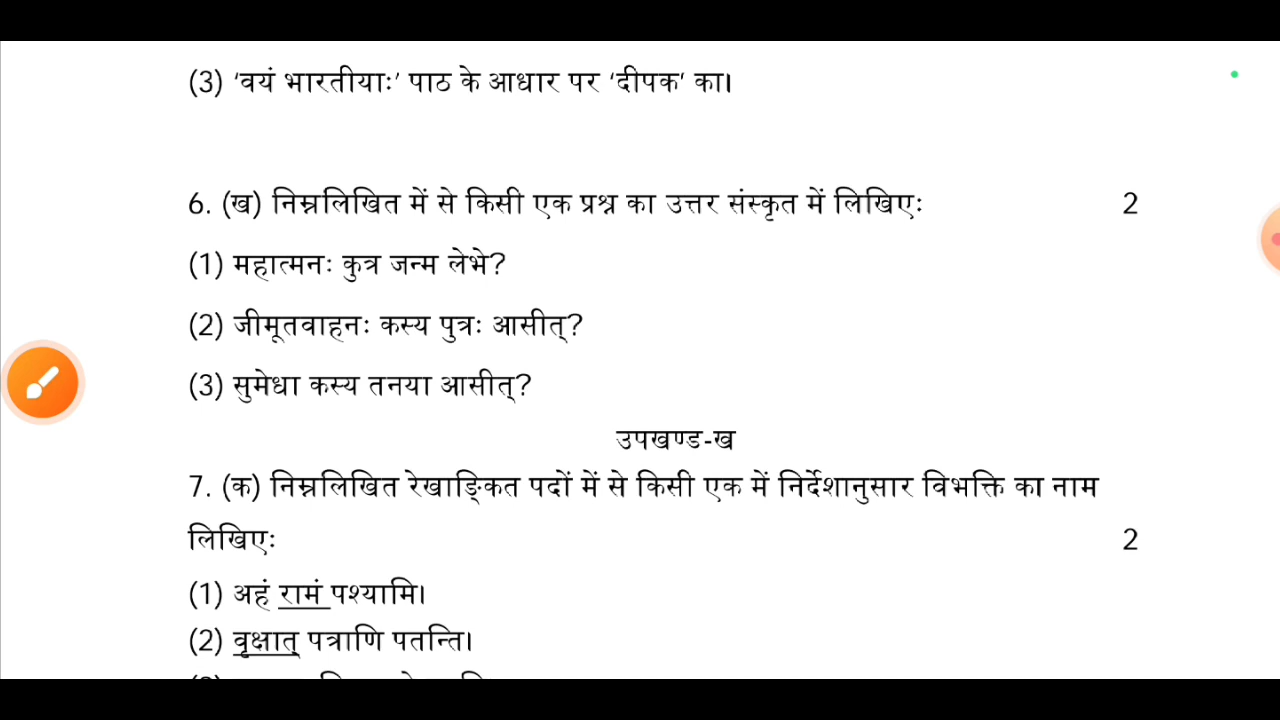 (3) ‘वयं भारतीयाः’ पाठ के आधार पर ‘दीपक’ का।
6. (ख) निम्नलिखित में से किसी एक प्रश्न का उत्तर संस्कृत में लिखिएः 2
(1) महात्मनः कुत्र जन्म लेभे?
(2) जीमूतवाहनः कस्य पुत्रः आसीत्?
(3) सुमेधा कस्य तनया आसीत्?
उपखण्ड-ख
7. (क) निम्नलिखित रेखाङ्कित पदों में से किसी एक में निर्देशानुसार विभक्ति का नाम
लिखिएः 2
(1) अहं रामं पश्यामि।
(2) वृक्षात् पत्राणि पतन्ति।